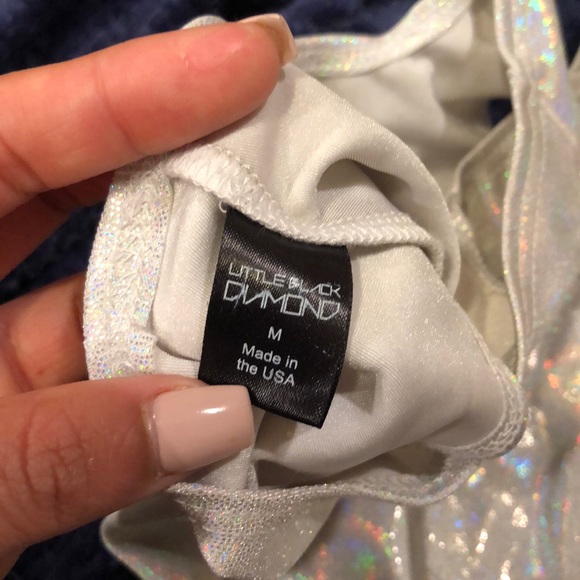 LITTLE BLACK
DIAMOND
M
Made in
the USA